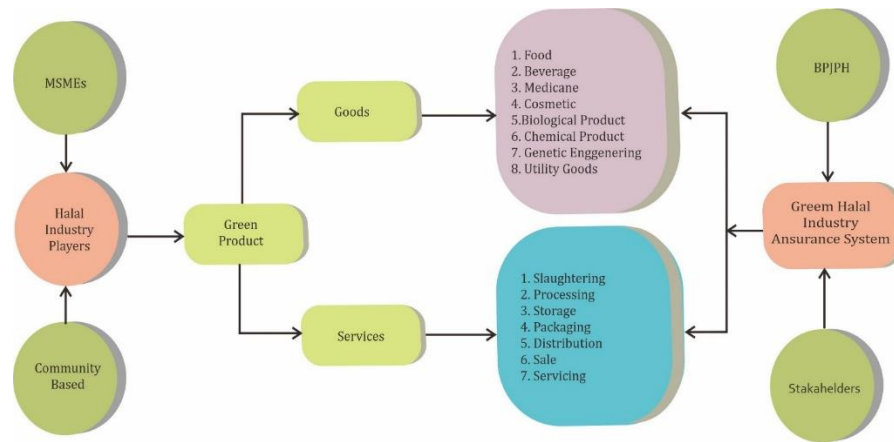 MSMEs
Halal
Industry
Players
Community
Based
Green
Product
Goods
Services
1. Food
2. Beverage
3. Medicane
4. Cosmetic
5.Biological Product
6. Chemical Product
7. Genetic Enggenering
8. Utility Goods
1. Slaughtering
2. Processing
3. Storage
4. Packaging
5. Distribution
6. Sale
7. Servicing
BPJPH
Greem Halal
Industry
Ansurance System
Stakahelders